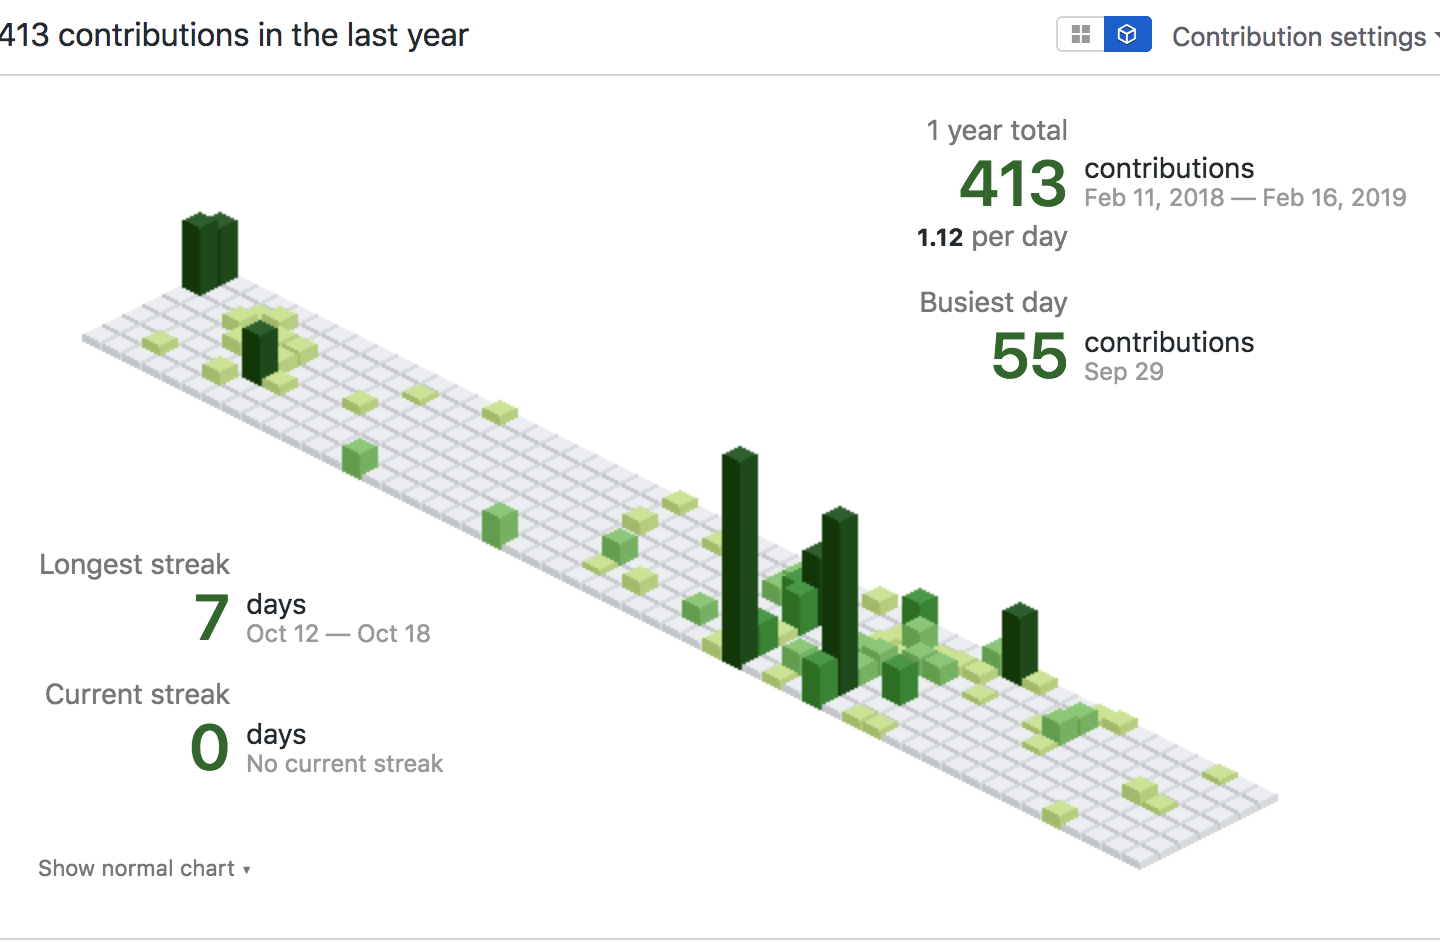 413 contributions in the last year
Contribution settings
1 year total
413 contributions
Feb 11, 2018 — Feb 16, 2019
1.12 per day
Busiest day
55 contributions
Sep 29
Longest streak
7 days
Oct 12 — Oct 18
Current streak
0 days
No current streak
Show normal chart ▾